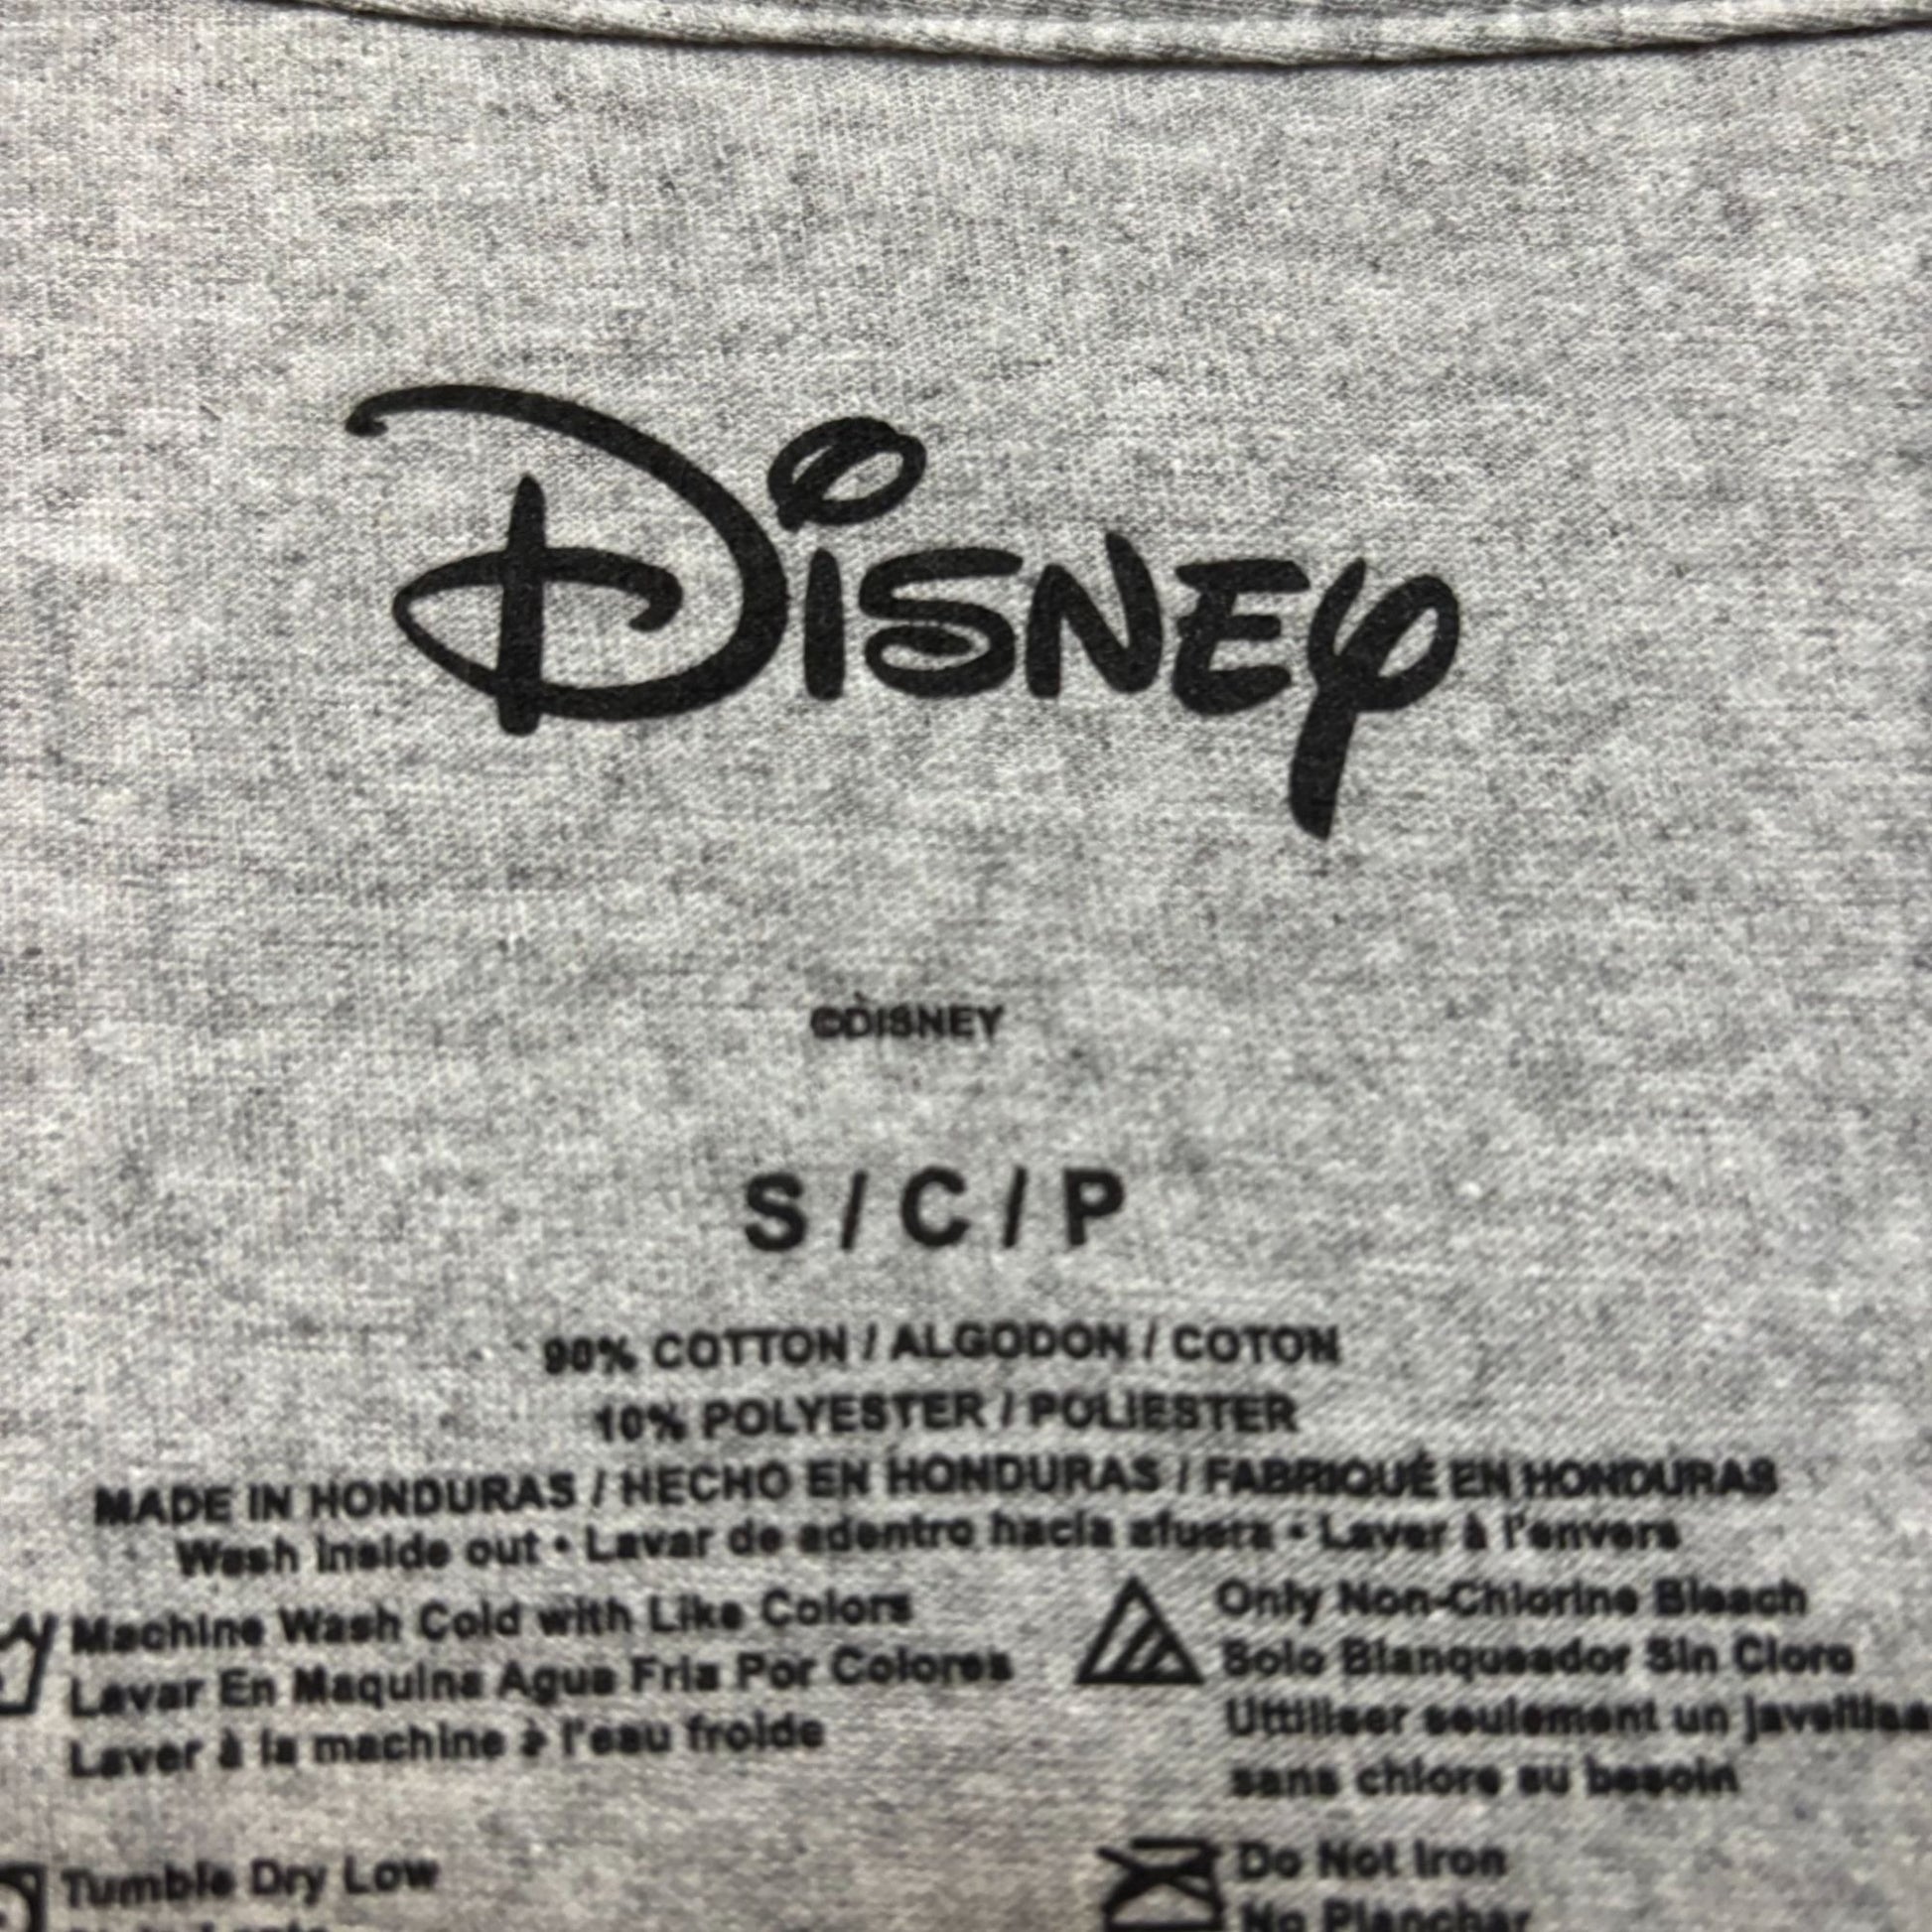 Disney
©DISNEY
S / C / P
90% COTTON / ALGODON / COTON
10% POLYESTER / POLIESTER
MADE IN HONDURAS / HECHO EN HONDURAS / FABRIQUÉ EN HONDURAS
Wash inside out • Lavar de adentro hacia afuera • Laver à l'envers
Machine Wash Cold with Like Colors
Lavar En Maquina Agua Fria Por Colores
Laver à la machine à l'eau froide
Only Non-Chlorine Bleach
Solo Blanqueador Sin Cloro
Uttiliser seulement un
sans chlore au besoin
Tumble Dry Low
Do Not Iron
No Planchar